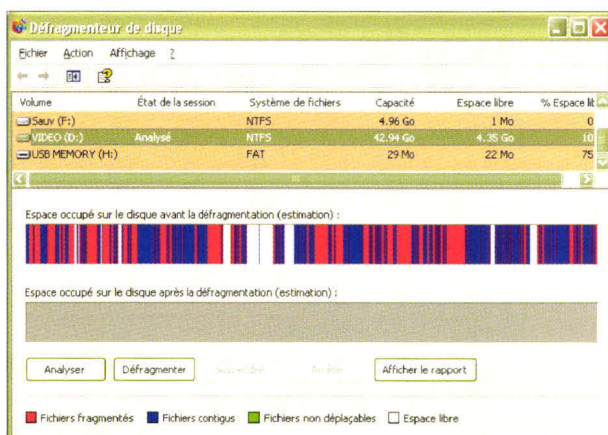 Défragmenteur de disque
Fichier Action Affichage ?
Volume État de la session Système de fichiers Capacité Espace libre % Espace lit
Sauv (F:) NTFS 4.96 Go 1 Mo 0
VIDEO (D:) Analysé NTFS 42.94 Go 4.35 Go 10
USB MEMORY (H:) FAT 29 Mo 22 Mo 75
Espace occupé sur le disque avant la défragmentation (estimation) :
Espace occupé sur le disque après la défragmentation (estimation) :
Analyser Défragmenter Suspendre Arrêter Afficher le rapport
Fichiers fragmentés Fichiers contigus Fichiers non déplaçables Espace libre